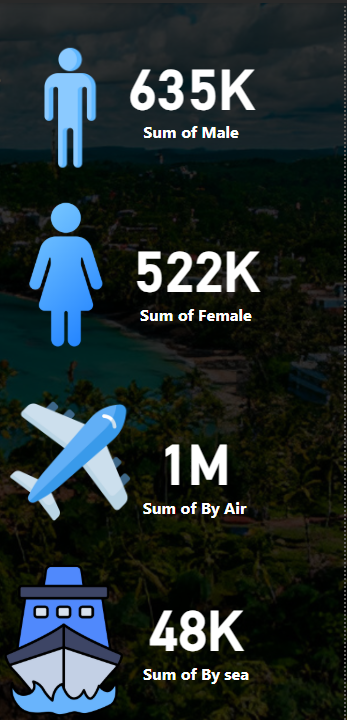 635K
Sum of Male
522K
Sum of Female
1M
Sum of By Air
48K
Sum of By sea